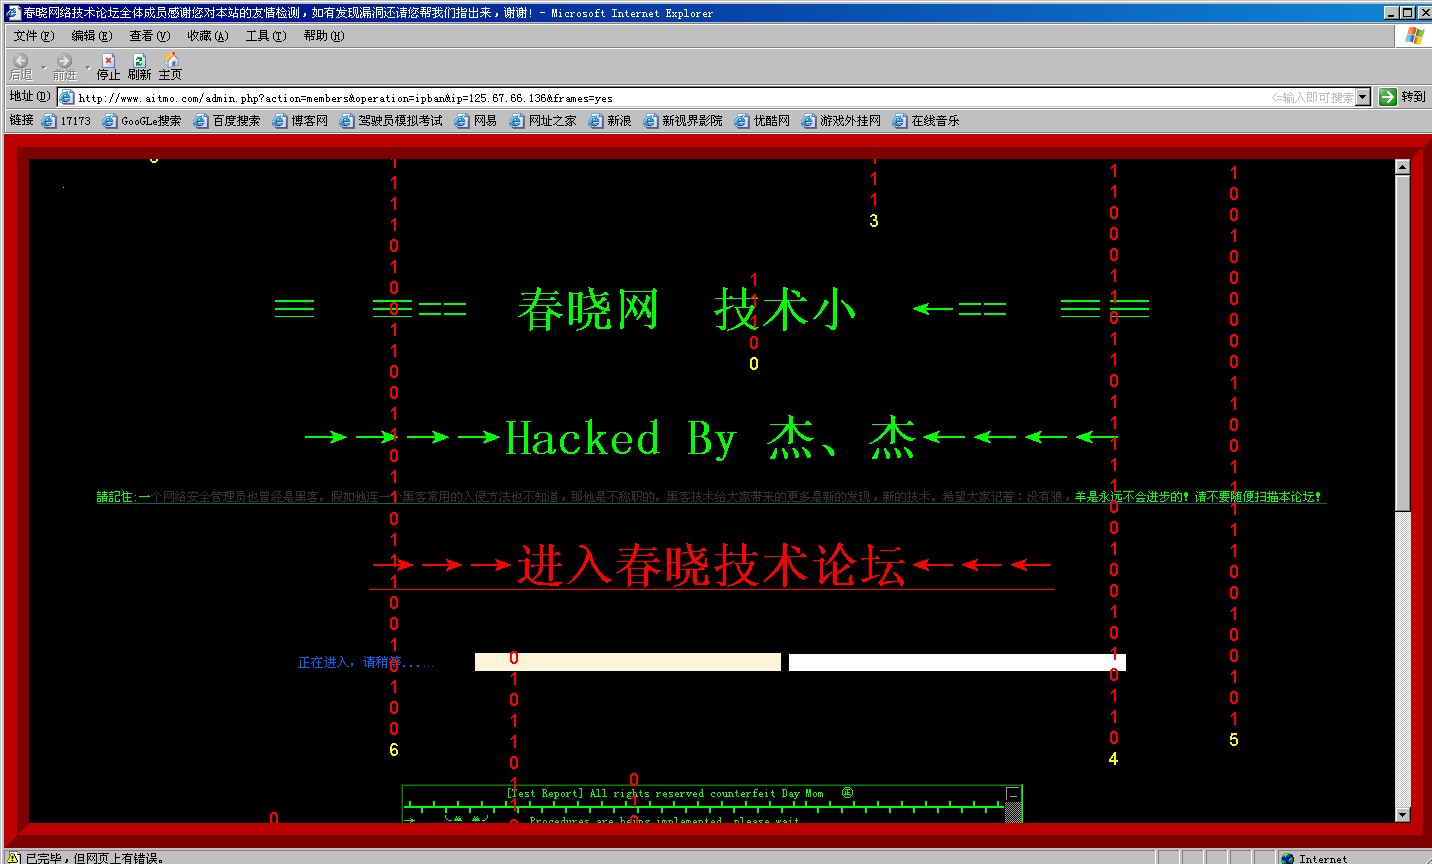 春晓网络技术论坛全体成员感谢您对本站的友情检测，如有发现漏洞还请您帮我们指出来，谢谢! - Microsoft Internet Explorer
文件(F) 编辑(E) 查看(V) 收藏(A) 工具(T) 帮助(H)
后退 前进 停止 刷新 主页
地址(D) http://www.aitmo.com/admin.php?action=members&operation=ipban&ip=125.67.66.136&frames=yes <=输入即可搜索 转到
链接 17173 GooGLe搜索 百度搜索 博客网 驾驶员模拟考试 网易 网址之家 新浪 新视界影院 优酷网 游戏外挂网 在线音乐
≡ ≡== 春晓网 技术小 ←== ≡≡
→→→→Hacked By 杰、杰←←←←
請記住:一个网络安全管理员也曾经是黑客。假如他连一个黑客常用的入侵方法也不知道，那他是不称职的。黑客技术给大家带来的更多是新的发现，新的技术。希望大家记著：没有狼，羊是永远不会进步的！请不要随便扫描本论坛!
→→→进入春晓技术论坛←←←
正在进入，请稍等......
[Test Report] All rights reserved counterfeit Day Mom ㊣
Procedures are being implemented, please wait
3
0
6
4
5
已完毕，但网页上有错误。 Internet